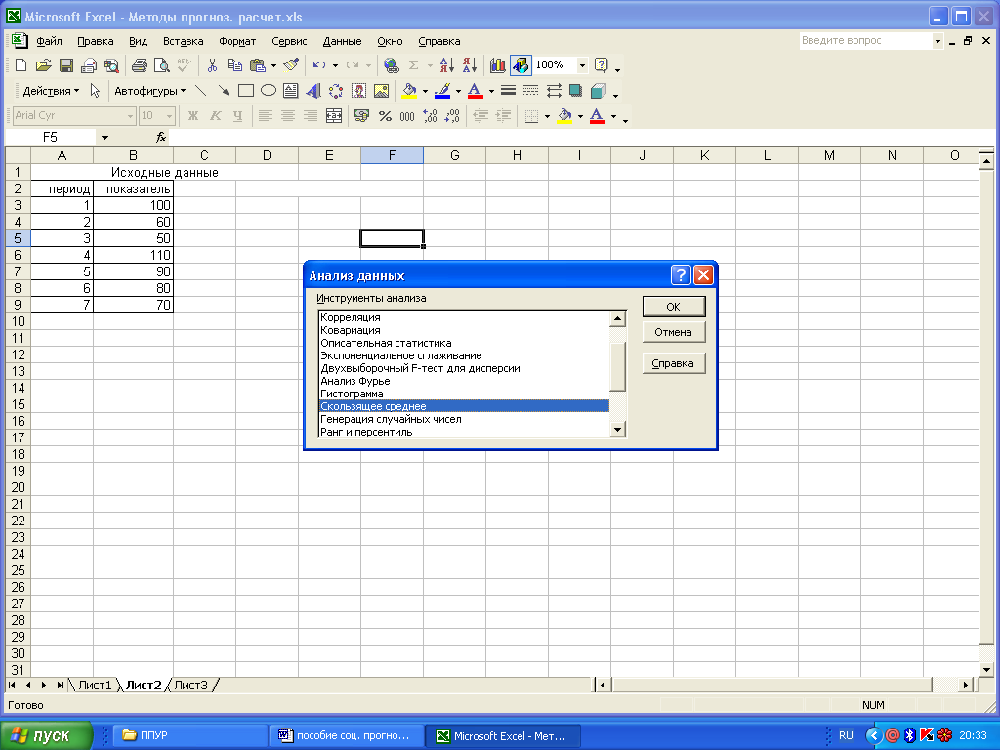 Microsoft Excel - Методы прогноз. расчет.xls
Файл Правка Вид Вставка Формат Сервис Данные Окно Справка Введите вопрос
100%
Действия Автофигуры
Arial Cyr 10 Ж К Ч % 000
F5 fx
A B C D E F G H I J K L M N O
1 Исходные данные
2 период показатель
3 1 100
4 2 60
5 3 50
6 4 110
7 5 90
8 6 80
9 7 70
10
11
12
13
14
15
16
17
18
19
20
21
22
23
24
25
26
27
28
29
30
31
Анализ данных
Инструменты анализа
Корреляция
Ковариация
Описательная статистика
Экспоненциальное сглаживание
Двухвыборочный F-тест для дисперсии
Анализ Фурье
Гистограмма
Скользящее среднее
Генерация случайных чисел
Ранг и персентиль
OK
Отмена
Справка
Лист1 Лист2 Лист3
Готово NUM
пуск ППУР пособие соц. прогно... Microsoft Excel - Мет... RU 20:33